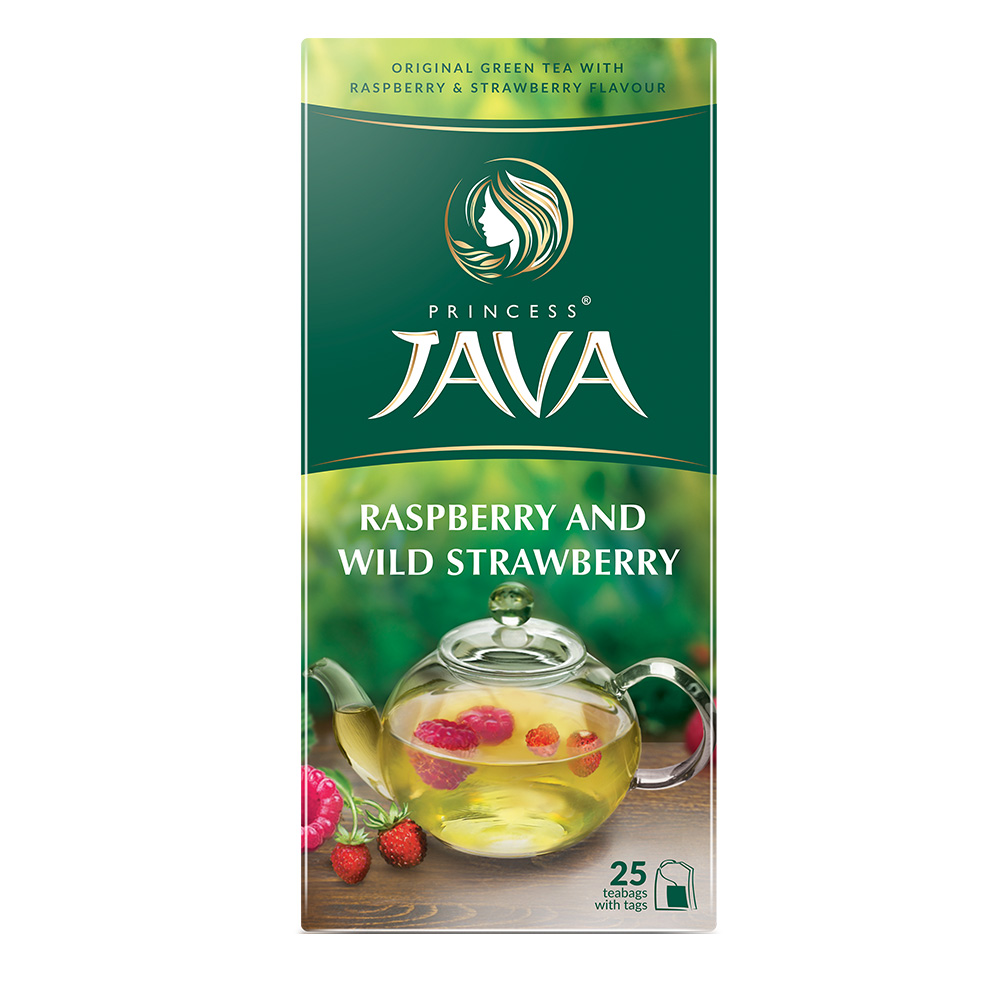 ORIGINAL GREEN TEA WITH
RASPBERRY & STRAWBERRY FLAVOUR
PRINCESS®
JAVA
RASPBERRY AND
WILD STRAWBERRY
25
teabags
with tags